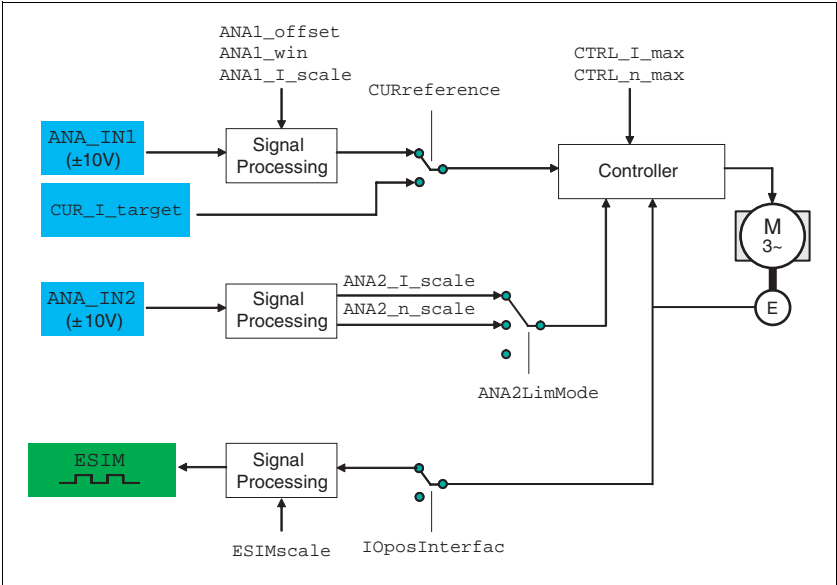 ANA1_offset
ANA1_win
ANA1_I_scale
CTRL_I_max
CTRL_n_max
CURreference
ANA_IN1
(±10V)
Signal
Processing
Controller
CUR_I_target
M
3~
ANA_IN2
(±10V)
Signal
Processing
ANA2_I_scale
ANA2_n_scale
E
ANA2LimMode
ESIM
Signal
Processing
ESIMscale
IOposInterfac